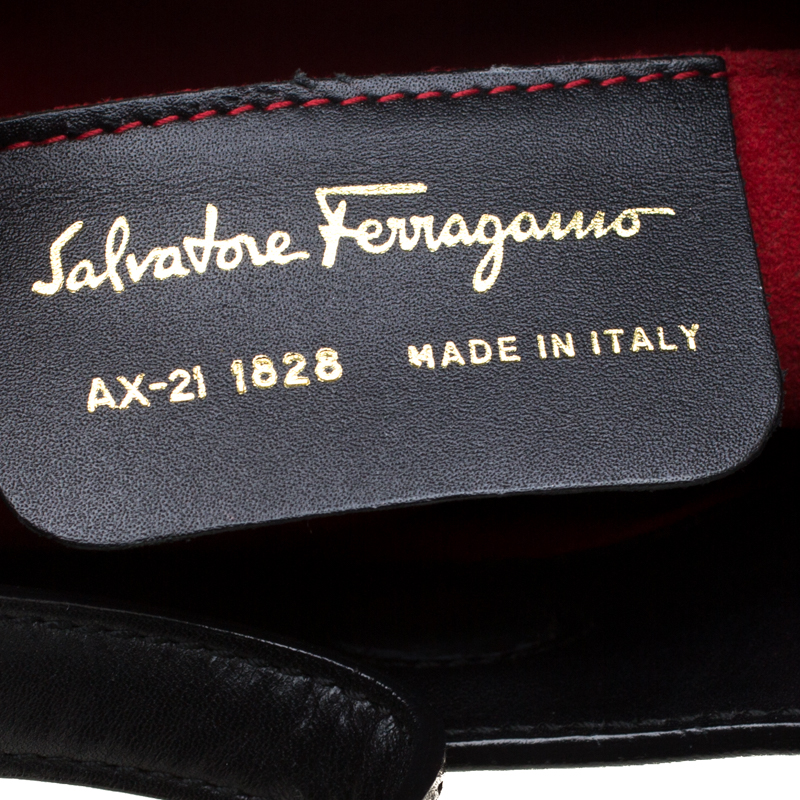 Salvatore Ferragamo
AX-21 1828 MADE IN ITALY